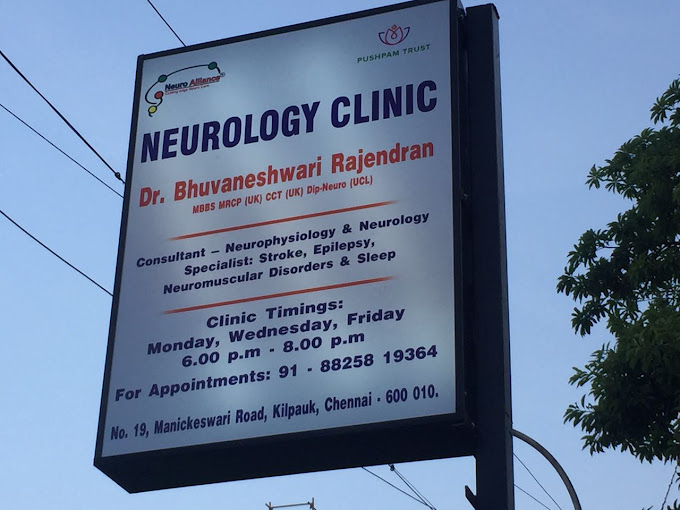 Neuro Alliance®
PUSHPAM TRUST
NEUROLOGY CLINIC
Dr. Bhuvaneshwari Rajendran
MBBS MRCP (UK) CCT (UK) Dip-Neuro (UCL)
Consultant – Neurophysiology & Neurology
Specialist: Stroke, Epilepsy,
Neuromuscular Disorders & Sleep
Clinic Timings:
Monday, Wednesday, Friday
6.00 p.m - 8.00 p.m
For Appointments: 91 - 88258 19364
No. 19, Manickeswari Road, Kilpauk, Chennai - 600 010.